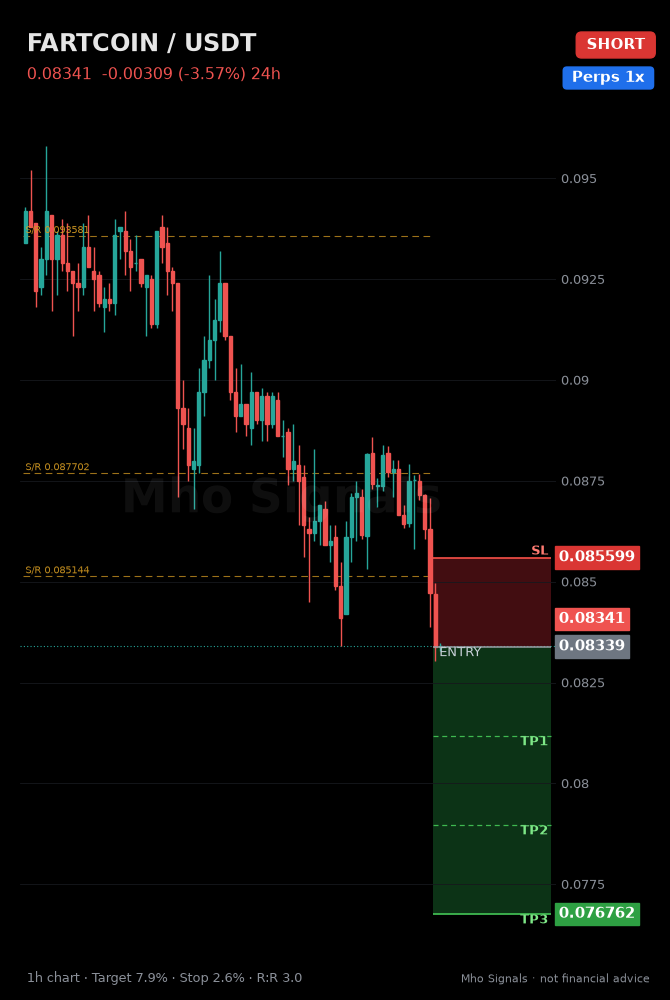 FARTCOIN / USDT
SHORT
0.08341 -0.00309 (-3.57%) 24h
Perps 1x
0.095
S/R 0.093581
0.0925
0.09
S/R 0.087702
0.0875
Mho Signals
SL
0.085599
S/R 0.085144
0.085
0.08341
0.08339
ENTRY
0.0825
TP1
0.08
TP2
0.0775
0.076762
TP3
1h chart · Target 7.9% · Stop 2.6% · R:R 3.0
Mho Signals · not financial advice